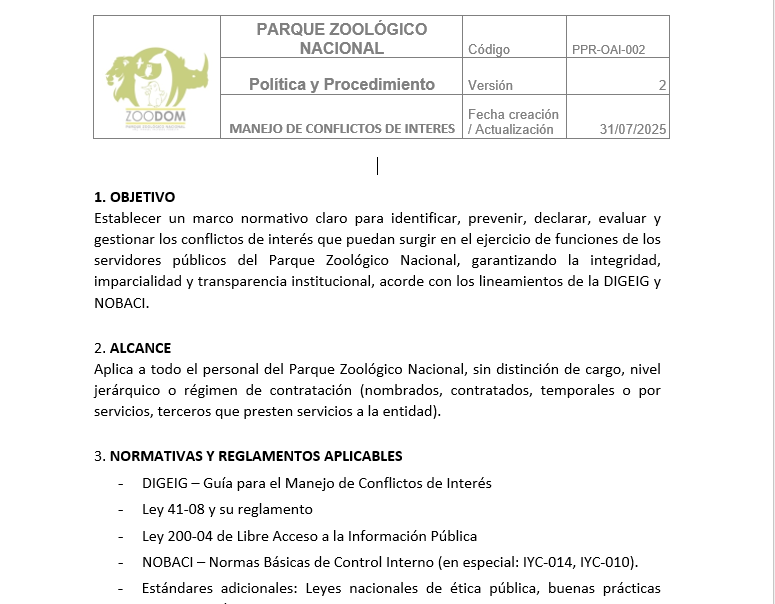 PARQUE ZOOLÓGICO
NACIONAL
Código
PPR-OAI-002
Política y Procedimiento
Versión
2
MANEJO DE CONFLICTOS DE INTERES
Fecha creación
/ Actualización
31/07/2025
ZOODOM
PARQUE ZOOLÓGICO NACIONAL
1. OBJETIVO
Establecer un marco normativo claro para identificar, prevenir, declarar, evaluar y
gestionar los conflictos de interés que puedan surgir en el ejercicio de funciones de los
servidores públicos del Parque Zoológico Nacional, garantizando la integridad,
imparcialidad y transparencia institucional, acorde con los lineamientos de la DIGEIG y
NOBACI.
2. ALCANCE
Aplica a todo el personal del Parque Zoológico Nacional, sin distinción de cargo, nivel
jerárquico o régimen de contratación (nombrados, contratados, temporales o por
servicios, terceros que presten servicios a la entidad).
3. NORMATIVAS Y REGLAMENTOS APLICABLES
- DIGEIG – Guía para el Manejo de Conflictos de Interés
- Ley 41-08 y su reglamento
- Ley 200-04 de Libre Acceso a la Información Pública
- NOBACI – Normas Básicas de Control Interno (en especial: IYC-014, IYC-010).
- Estándares adicionales: Leyes nacionales de ética pública, buenas prácticas